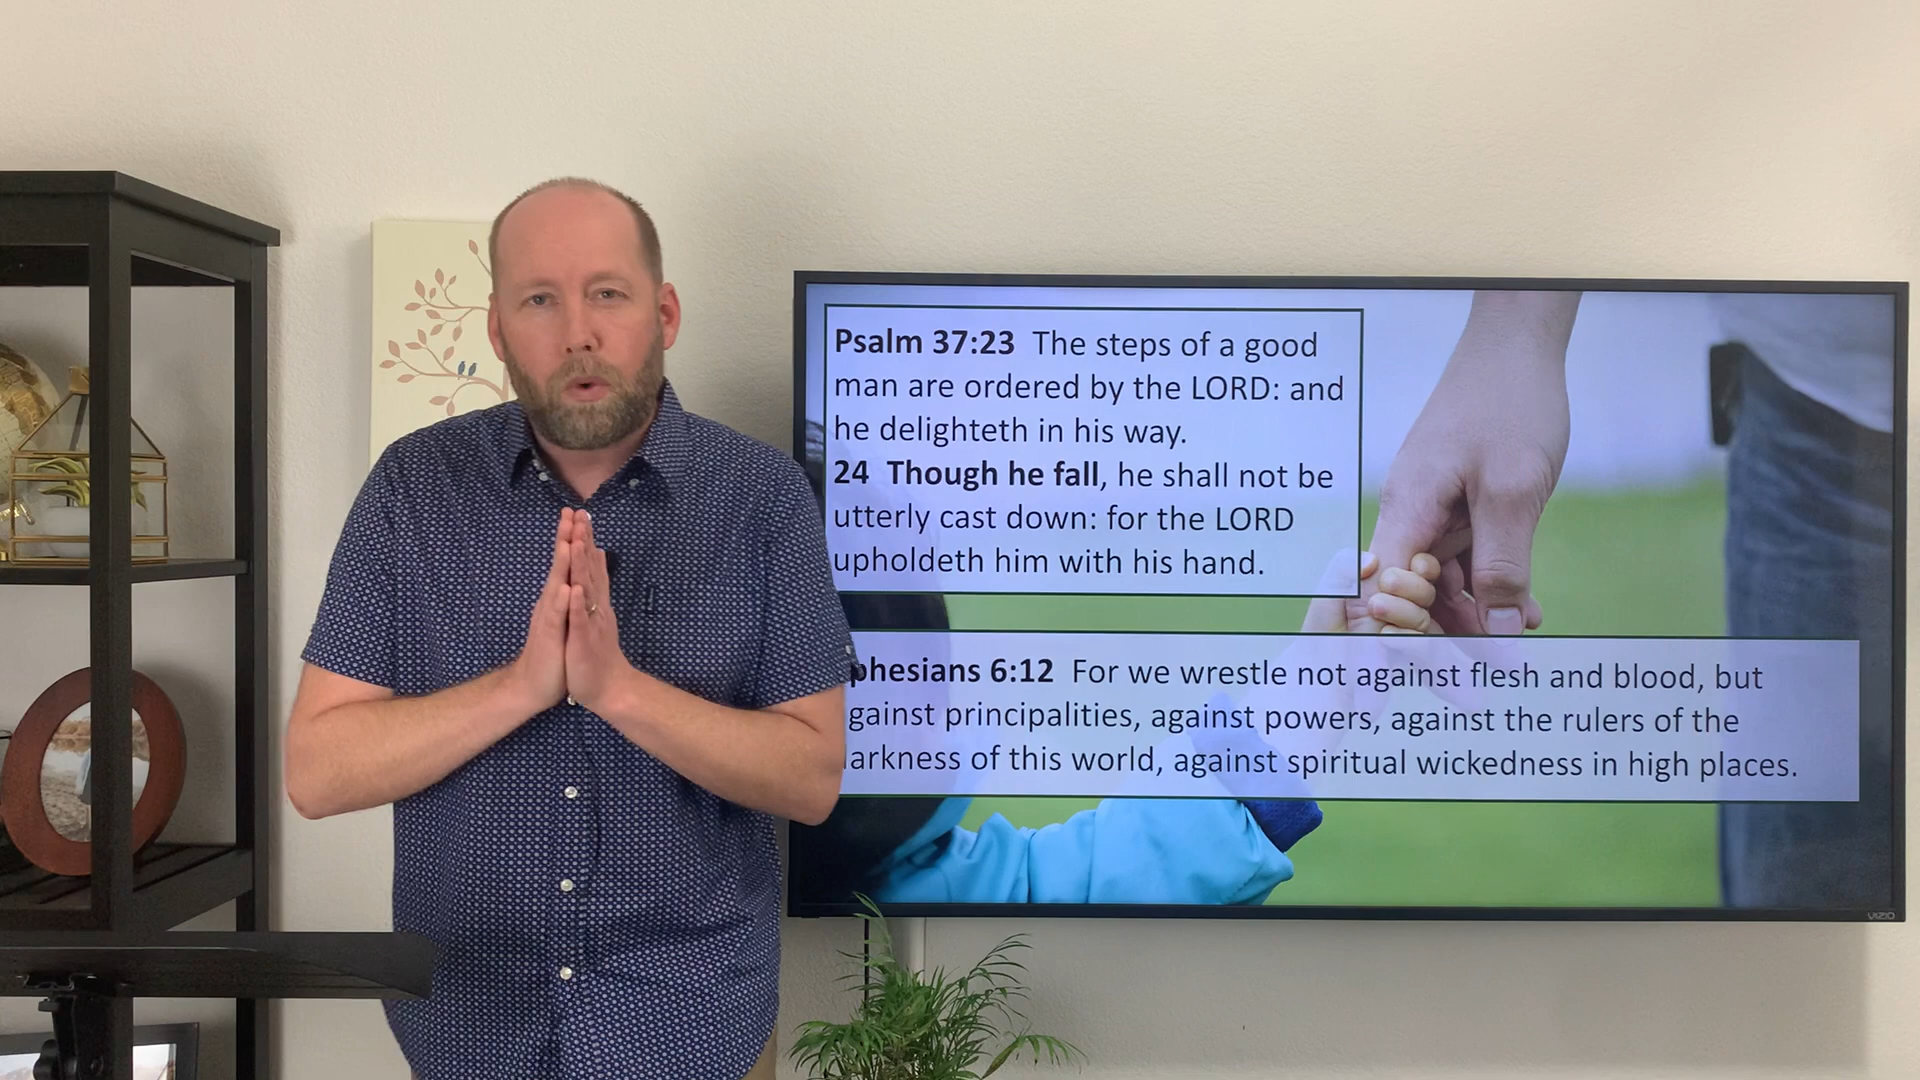 Psalm 37:23 The steps of a good
man are ordered by the LORD: and
he delighteth in his way.
24 Though he fall, he shall not be
utterly cast down: for the LORD
upholdeth him with his hand.
phesians 6:12 For we wrestle not against flesh and blood, but
gainst principalities, against powers, against the rulers of the
arkness of this world, against spiritual wickedness in high places.
VIZIO